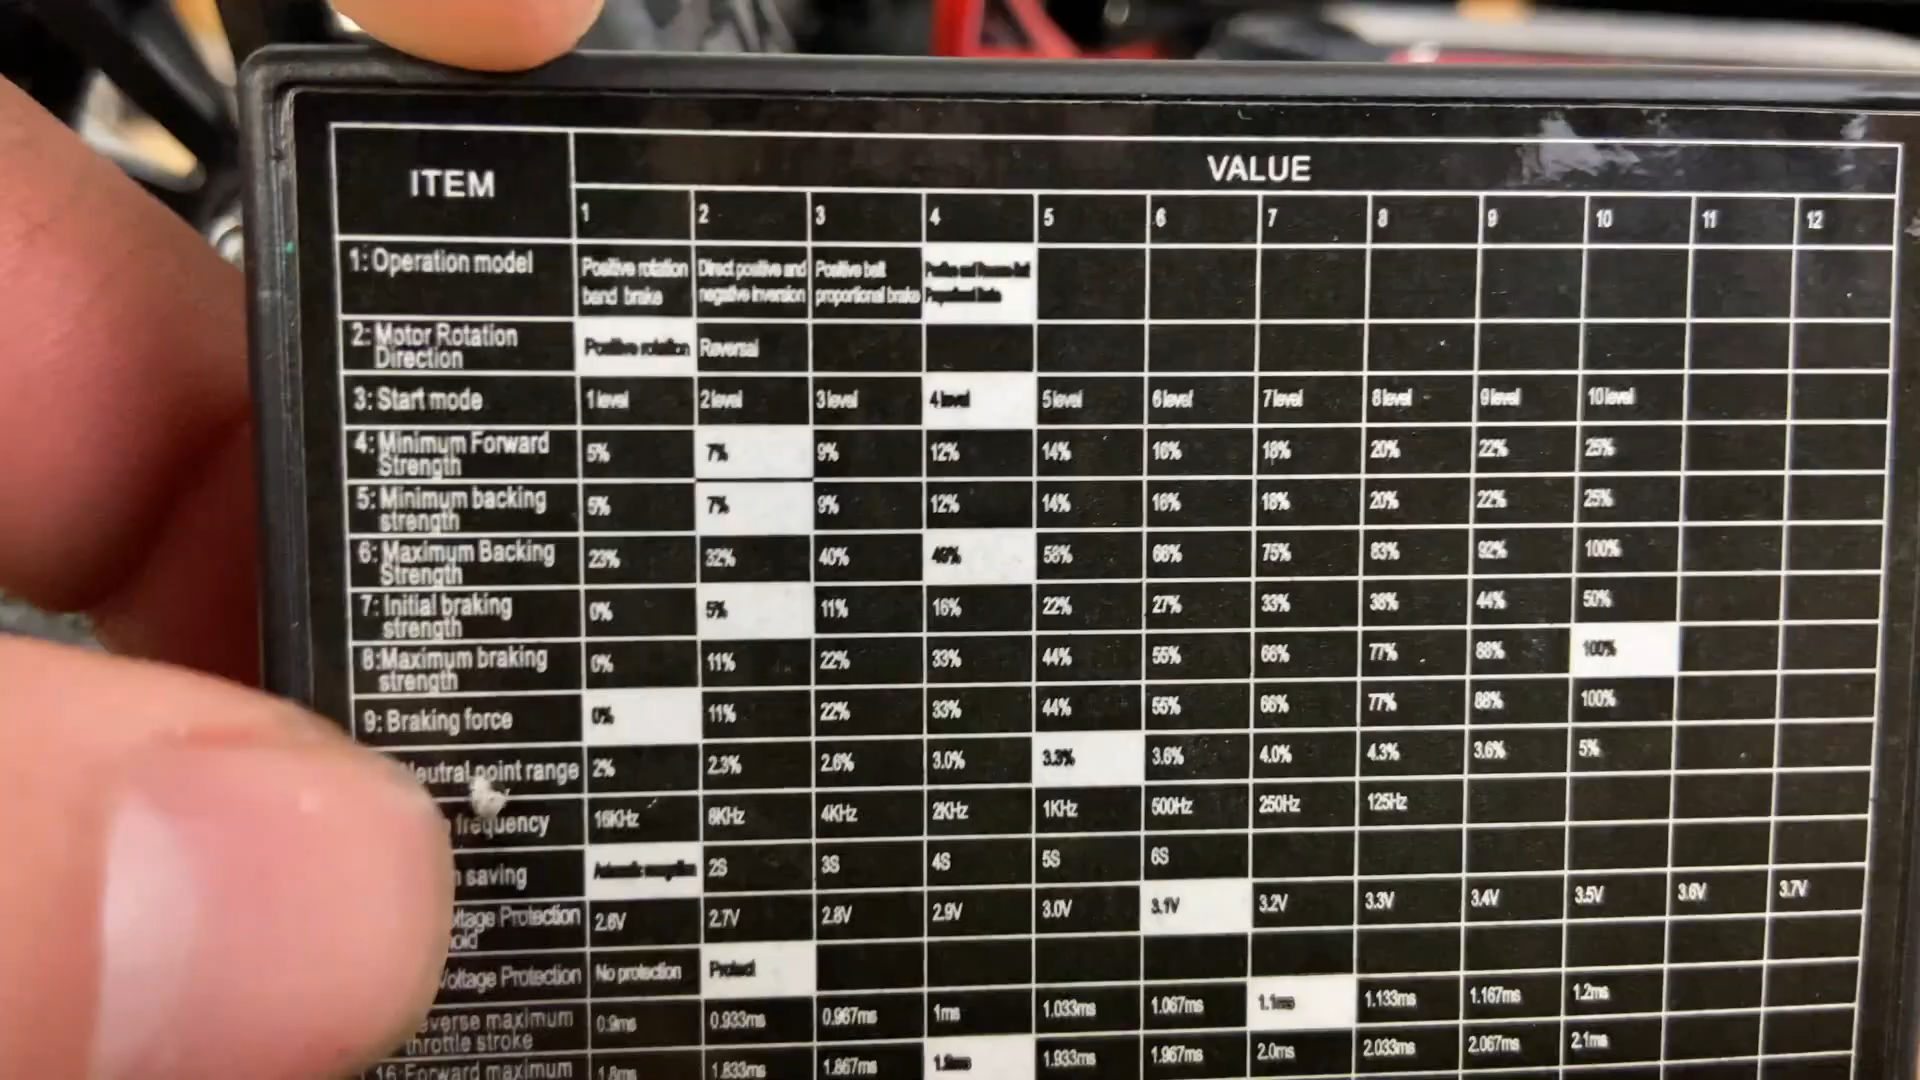 ITEM VALUE
1 2 3 4 5 6 7 8 9 10 11 12
1: Operation model Positive rotation Direct positive and Positive belt
band brake negative inversion proportional brake
2: Motor Rotation
Direction Positive rotation Reversal
3: Start mode 1 level 2 level 3 level 4 level 5 level 6 level 7 level 8 level 9 level 10 level
4: Minimum Forward
Strength 5% 7% 9% 12% 14% 16% 18% 20% 22% 25%
5: Minimum backing
strength 5% 7% 9% 12% 14% 16% 18% 20% 22% 25%
6: Maximum Backing
Strength 23% 32% 40% 49% 58% 66% 75% 83% 92% 100%
7: Initial braking
strength 0% 5% 11% 16% 22% 27% 33% 38% 44% 50%
8:Maximum braking
strength 0% 11% 22% 33% 44% 55% 66% 77% 88% 100%
9: Braking force 0% 11% 22% 33% 44% 55% 66% 77% 88% 100%
point range 2% 2.3% 2.6% 3.0% 3.3% 3.6% 4.0% 4.3% 3.6% 5%
frequency 16KHz 8KHz 4KHz 2KHz 1KHz 500Hz 250Hz 125Hz
saving 2S 3S 4S 5S 6S
Protection 2.6V 2.7V 2.8V 2.9V 3.0V 3.1V 3.2V 3.3V 3.4V 3.5V 3.6V 3.7V
Voltage Protection No protection Protect
maximum
throttle stroke 0.9ms 0.933ms 0.967ms 1ms 1.033ms 1.067ms 1.1ms 1.133ms 1.167ms 1.2ms
16:Forward maximum 1.8ms 1.833ms 1.867ms 1.9ms 1.933ms 1.967ms 2.0ms 2.033ms 2.067ms 2.1ms